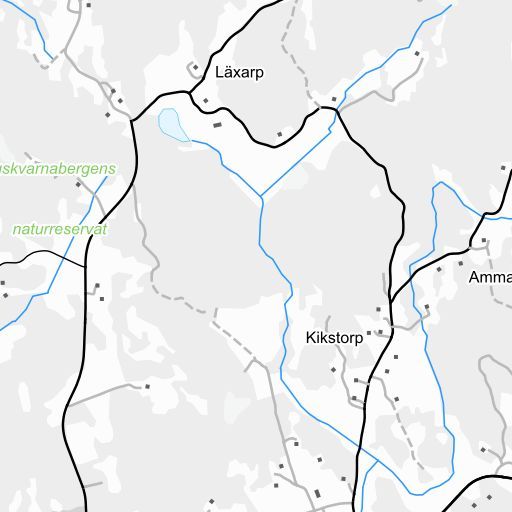 Läxarp
uskvarnabergens
naturreservat
Amma
Kikstorp